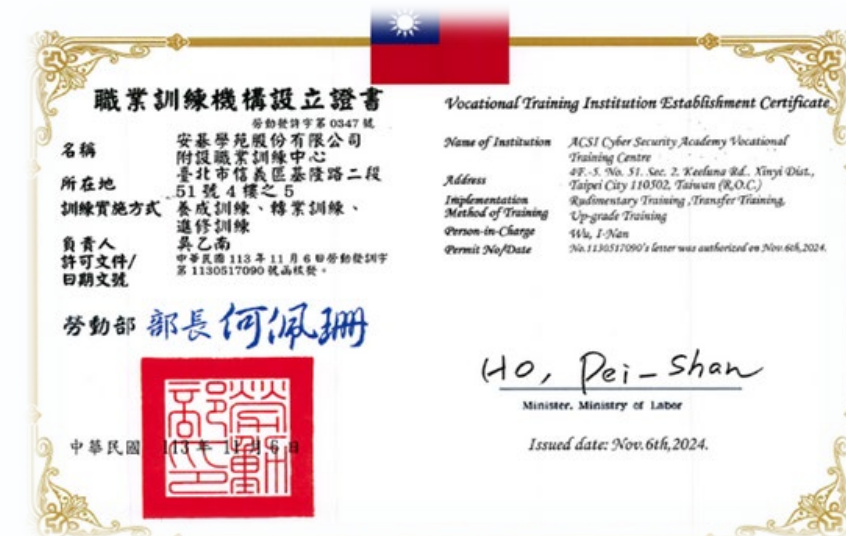 職業訓練機構設立證書
勞動發訓字第 0347 號
名稱 安碁學苑股份有限公司
附設職業訓練中心
所在地 臺北市信義區基隆路二段
51 號 4 樓之 5
訓練實施方式 養成訓練、轉業訓練、
進修訓練
負責人 吳乙南
許可文件/
日期文號
中華民國 113 年 11 月 6 日勞動發訓字
第 1130517090 號函核發。
勞動部 部長 何佩珊
勞動部印
中華民國 113 年 11 月 6 日
Vocational Training Institution Establishment Certificate
Name of Institution ACSI Cyber Security Academy Vocational
Training Centre
Address 4F.-5, No. 51, Sec. 2, Keelung Rd., Xinyi Dist.,
Taipei City 110502, Taiwan (R.O.C.)
Implementation
Method of Training
Rudimentary Training ,Transfer Training,
Up-grade Training
Person-in-Charge Wu, I-Nan
Permit No/Date No.1130517090's letter was authorized on Nov.6th,2024.
Ho, Pei-Shan
Minister, Ministry of Labor
Issued date: Nov.6th,2024.